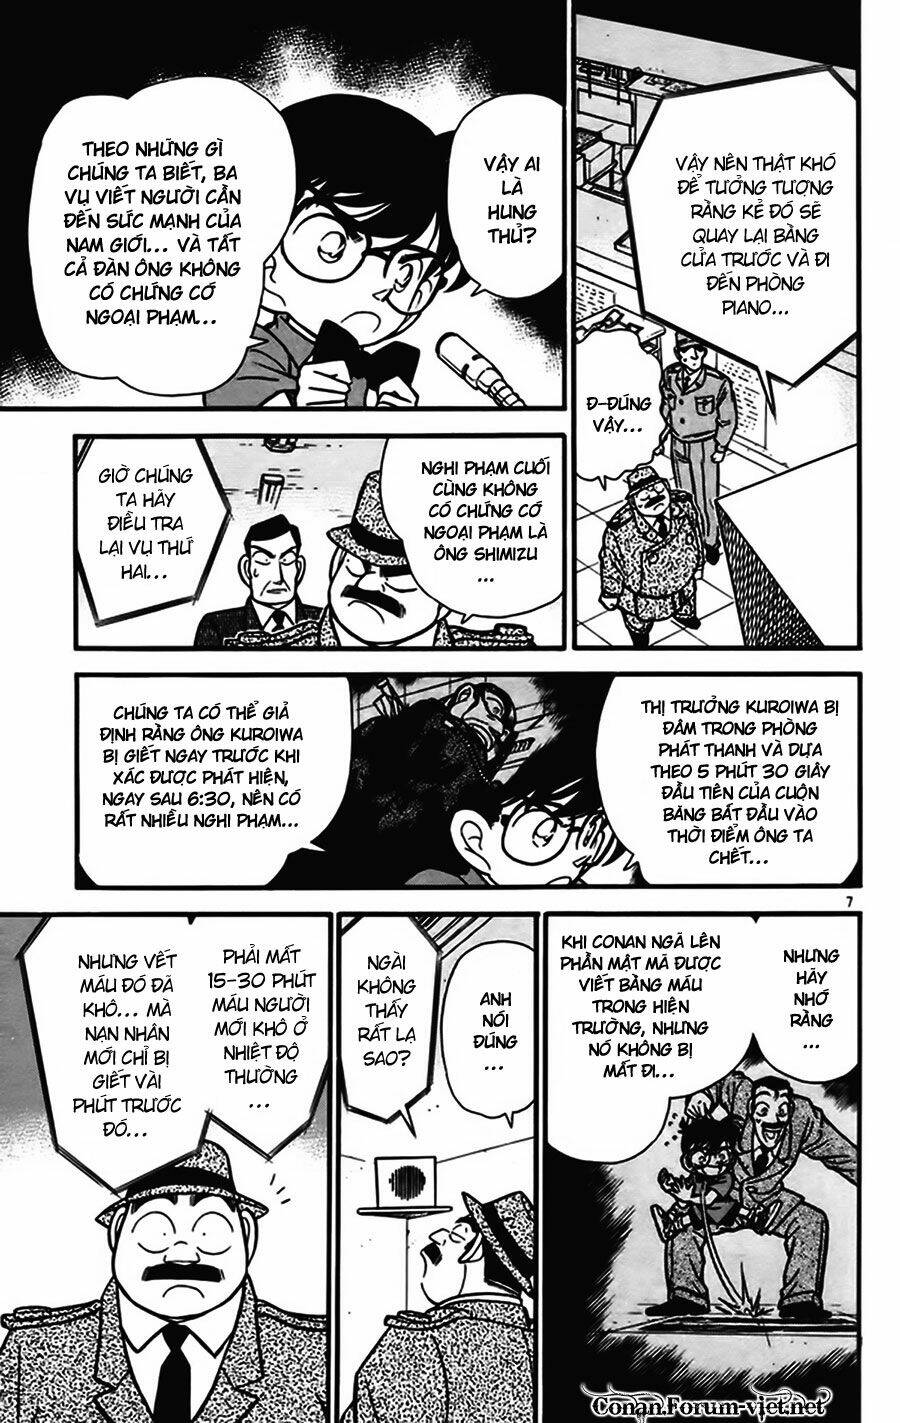 VẬY NÊN THẬT KHÓ
ĐỂ TƯỞNG TƯỢNG
RẰNG KẺ ĐÓ SẼ
QUAY LẠI BẰNG
CỬA TRƯỚC VÀ ĐI
ĐẾN PHÒNG
PIANO...
Đ-ĐÚNG
VẬY...
VẬY AI
LÀ
HUNG
THỦ?
THEO NHỮNG GÌ
CHÚNG TA BIẾT, BA
VỤ VIẾT NGƯỜI CẦN
ĐẾN SỨC MẠNH CỦA
NAM GIỚI... VÀ TẤT
CẢ ĐÀN ÔNG KHÔNG
CÓ CHỨNG CỚ
NGOẠI PHẠM...
NGHI PHẠM CUỐI
CÙNG KHÔNG
CÓ CHỨNG CỚ
NGOẠI PHẠM LÀ
ÔNG SHIMIZU
...
GIỜ CHÚNG
TA HÃY
ĐIỀU TRA
LẠI VỤ THỨ
HAI...
THỊ TRƯỞNG KUROIWA BỊ
ĐÂM TRONG PHÒNG
PHÁT THANH VÀ DỰA
THEO 5 PHÚT 30 GIÂY
ĐẦU TIÊN CỦA CUỘN
BĂNG BẮT ĐẦU VÀO
THỜI ĐIỂM ÔNG TA
CHẾT...
CHÚNG TA CÓ THỂ GIẢ
ĐỊNH RẰNG ÔNG KUROIWA
BỊ GIẾT NGAY TRƯỚC KHI
XÁC ĐƯỢC PHÁT HIỆN,
NGAY SAU 6:30, NÊN CÓ
RẤT NHIỀU NGHI PHẠM...
7
NHƯNG
HÃY
NHỚ
RẰNG
...
KHI CONAN NGÃ LÊN
PHẦN MẬT MÃ ĐƯỢC
VIẾT BẰNG MÁU
TRONG HIỆN
TRƯỜNG, NHƯNG
NÓ KHÔNG BỊ
MẤT ĐI...
ANH
NÓI
ĐÚNG
...
NGÀI
KHÔNG
THẤY
RẤT LẠ
SAO?
PHẢI MẤT
15-30 PHÚT
MÁU NGƯỜI
MỚI KHÔ Ở
NHIỆT ĐỘ
THƯỜNG
...
NHƯNG VẾT
MÁU ĐÓ ĐÃ
KHÔ... MÀ
NẠN NHÂN
MỚI CHỈ BỊ
GIẾT VÀI
PHÚT TRƯỚC
ĐÓ...
Conan.Forum-viet.net